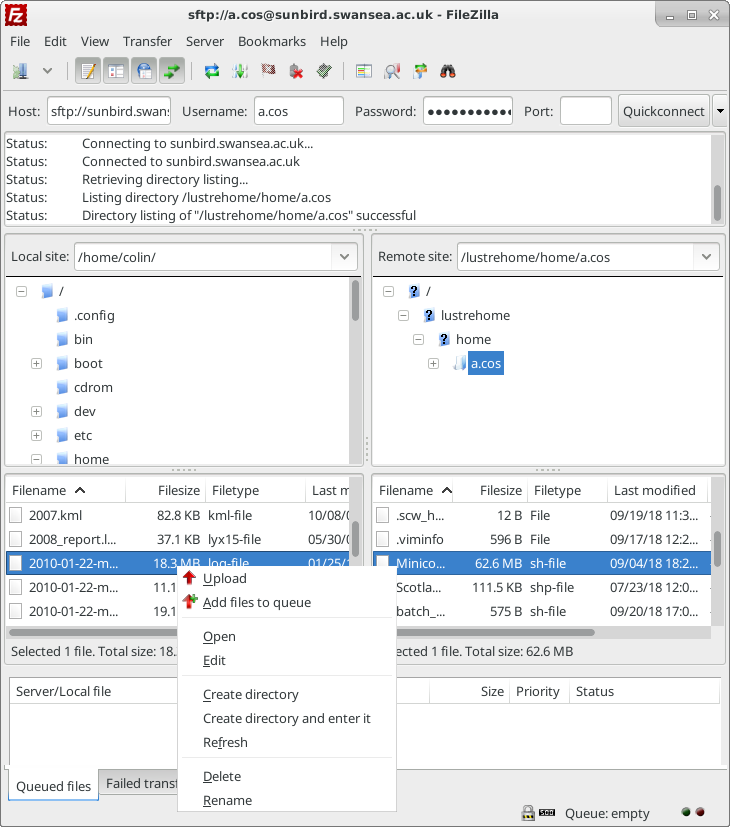 sftp://a.cos@sunbird.swansea.ac.uk - FileZilla
File Edit View Transfer Server Bookmarks Help
Host: sftp://sunbird.swans Username: a.cos Password: ●●●●●●●●●●● Port: Quickconnect
Status: Connecting to sunbird.swansea.ac.uk...
Status: Connected to sunbird.swansea.ac.uk
Status: Retrieving directory listing...
Status: Listing directory /lustrehome/home/a.cos
Status: Directory listing of "/lustrehome/home/a.cos" successful
Local site: /home/colin/
/
.config
bin
boot
cdrom
dev
etc
home
Remote site: /lustrehome/home/a.cos
/
lustrehome
home
a.cos
Filename Filesize Filetype Last m
2007.kml 82.8 KB kml-file 10/08/0
2008_report.l... 37.1 KB lyx15-file 05/30/0
2010-01-22-m... 18.3 MB log-file 01/25/1
2010-01-22-m... 11.1
2010-01-22-m... 19.1
Selected 1 file. Total size: 18.
Filename Filesize Filetype Last modified
.scw_h... 12 B File 09/19/18 11:3...
.viminfo 596 B File 09/17/18 12:2...
Minico... 62.6 MB sh-file 09/04/18 18:2...
Scotla... 111.5 KB shp-file 07/23/18 12:0...
batch_... 575 B sh-file 09/20/18 17:0...
cted 1 file. Total size: 62.6 MB
Upload
Add files to queue
Open
Edit
Create directory
Create directory and enter it
Refresh
Delete
Rename
Server/Local file Size Priority Status
Queued files Failed transf
Queue: empty